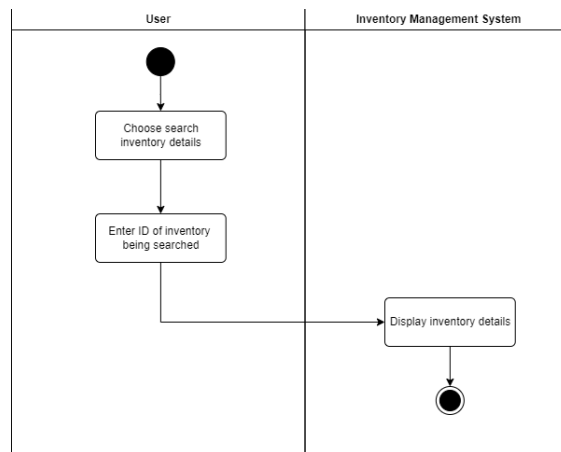 User
Inventory Management System
Choose search
inventory details
Enter ID of inventory
being searched
Display inventory details